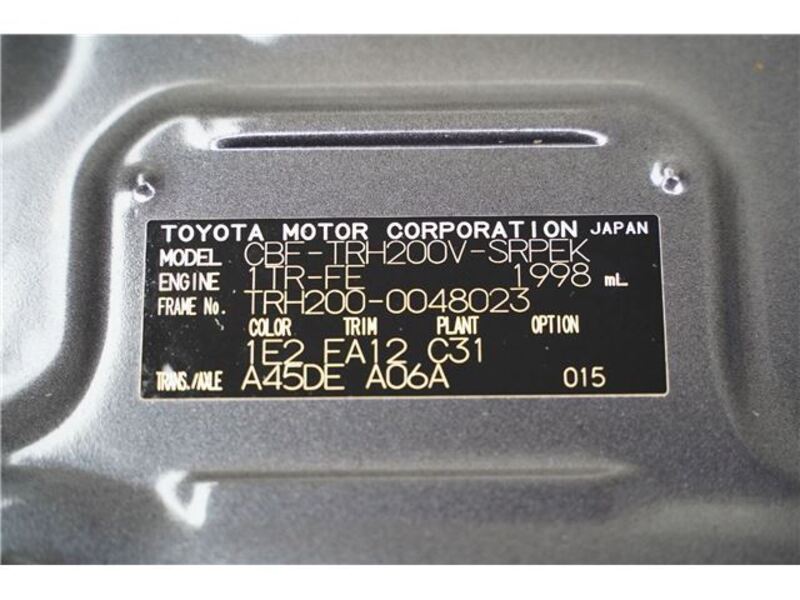 TOYOTA MOTOR CORPORATION JAPAN
MODEL CBF-TRH200V-SRPEK
ENGINE 1TR-FE 1998 mL
FRAME No. TRH200-0048023
COLOR TRIM PLANT OPTION
1E2 FA12 C31
TRANS./AXLE A45DE A06A 015